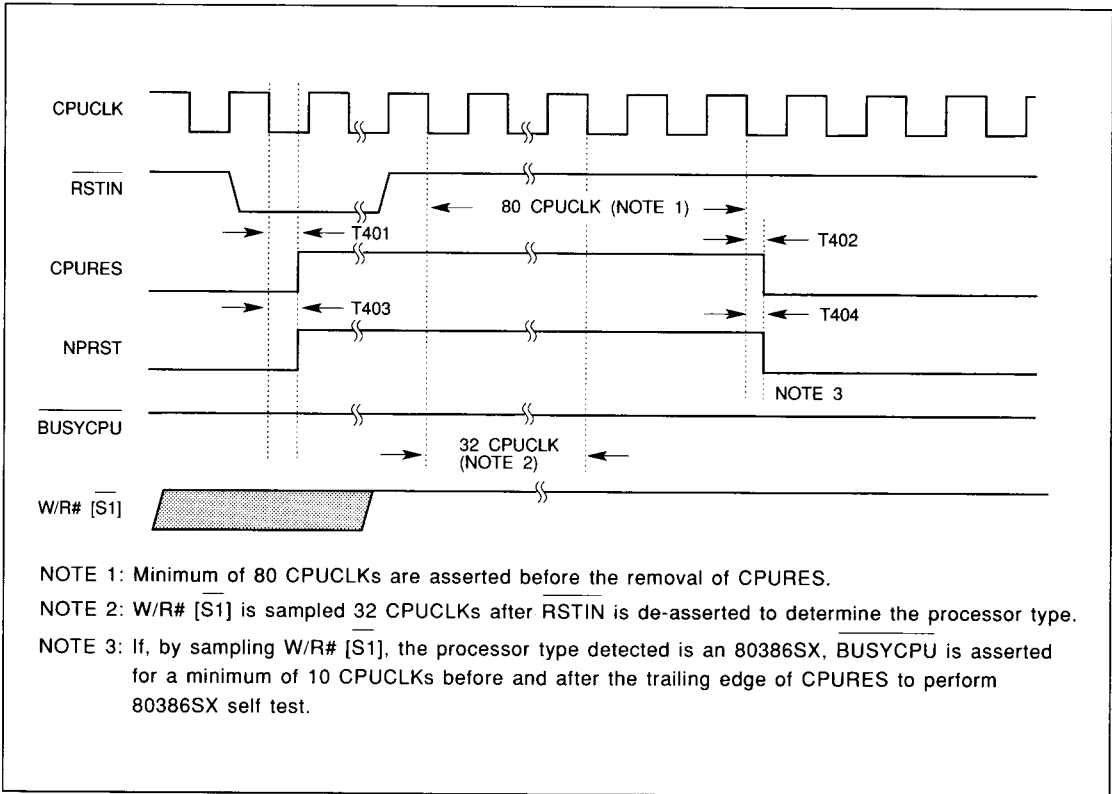 CPUCLK
RSTIN
80 CPUCLK (NOTE 1)
T401
T402
CPURES
T403
T404
NPRST
NOTE 3
BUSYCPU
32 CPUCLK
(NOTE 2)
W/R# [S1]
NOTE 1: Minimum of 80 CPUCLKs are asserted before the removal of CPURES.
NOTE 2: W/R# [S1] is sampled 32 CPUCLKs after RSTIN is de-asserted to determine the processor type.
NOTE 3: If, by sampling W/R# [S1], the processor type detected is an 80386SX, BUSYCPU is asserted
for a minimum of 10 CPUCLKs before and after the trailing edge of CPURES to perform
80386SX self test.